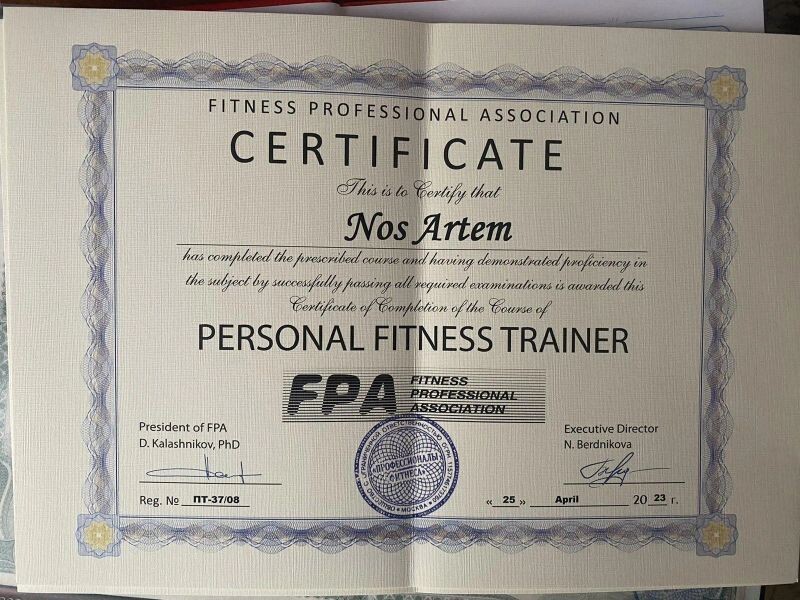 FITNESS PROFESSIONAL ASSOCIATION
CERTIFICATE
This is to Certify that
Nos Artem
has completed the prescribed course and having demonstrated proficiency in
the subject by successfully passing all required examinations is awarded this
Certificate of Completion of the Course of
PERSONAL FITNESS TRAINER
FPA FITNESS
PROFESSIONAL
ASSOCIATION
President of FPA
D. Kalashnikov, PhD
Executive Director
N. Berdnikova
«ПРОФЕССИОНАЛЫ
ФИТНЕСА»
МОСКВА
Reg. № ПТ-37/08
« 25 » April 20 23 г.